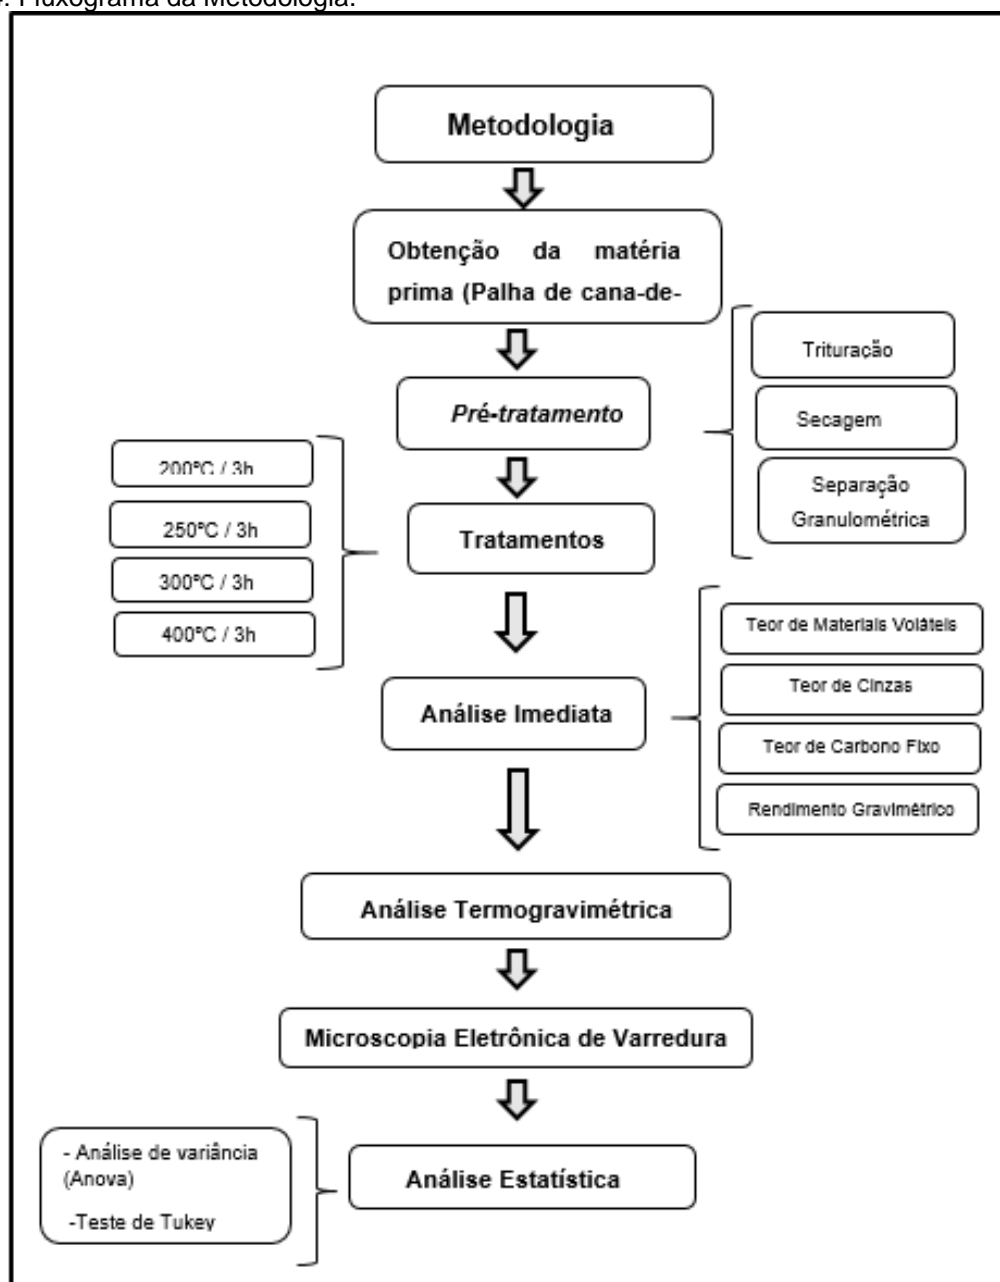 4. Fluxograma da Metodologia.
Metodologia
Obtenção da matéria
prima (Palha de cana-de-
Pré-tratamento
Trituração
Secagem
Separação
Granulométrica
Tratamentos
200°C / 3h
250°C / 3h
300°C / 3h
400°C / 3h
Análise Imediata
Teor de Materiais Voláteis
Teor de Cinzas
Teor de Carbono Fixo
Rendimento Gravimétrico
Análise Termogravimétrica
Microscopia Eletrônica de Varredura
Análise Estatística
- Análise de variância
(Anova)
-Teste de Tukey